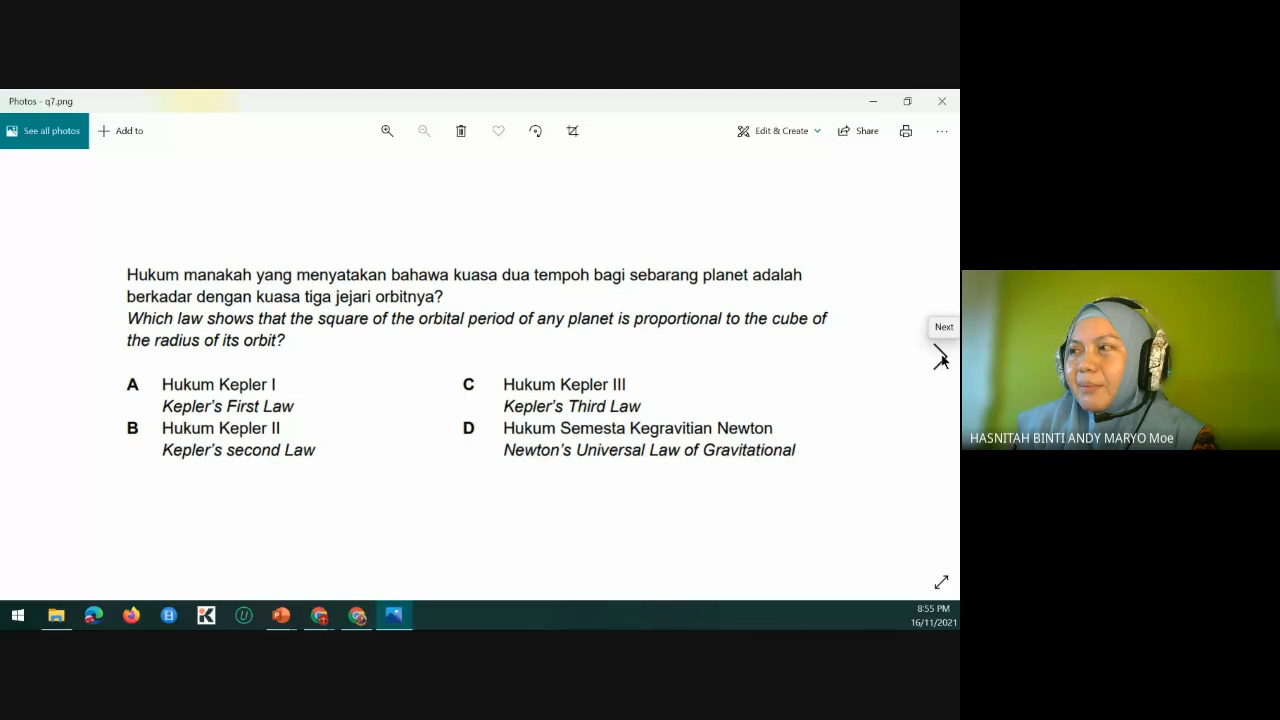 Photos - q7.png
See all photos
Add to
Edit & Create
Share
Hukum manakah yang menyatakan bahawa kuasa dua tempoh bagi sebarang planet adalah
berkadar dengan kuasa tiga jejari orbitnya?
Which law shows that the square of the orbital period of any planet is proportional to the cube of
the radius of its orbit?
Next
A Hukum Kepler I
Kepler's First Law
B Hukum Kepler II
Kepler's second Law
C Hukum Kepler III
Kepler's Third Law
D Hukum Semesta Kegravitian Newton
Newton's Universal Law of Gravitational
HASNITAH BINTI ANDY MARYO Moe
8:55 PM
16/11/2021